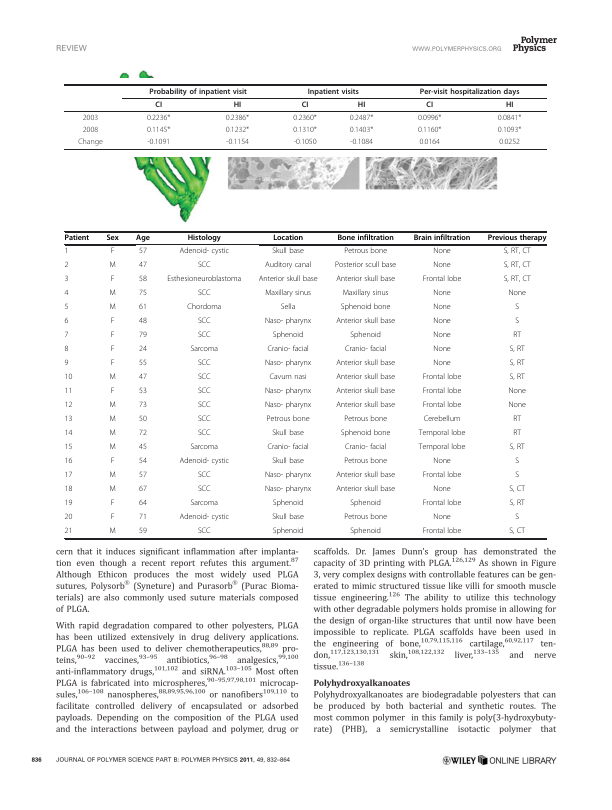 REVIEW
WWW.POLYMERPHYSICS.ORG
Polymer
Physics
Probability of inpatient visit Inpatient visits Per-visit hospitalization days
CI HI CI HI CI HI
2003 0.2236* 0.2386* 0.2360* 0.2487* 0.0996* 0.0841*
2008 0.1145* 0.1232* 0.1310* 0.1403* 0.1160* 0.1093*
Change -0.1091 -0.1154 -0.1050 -0.1084 0.0164 0.0252
Patient Sex Age Histology Location Bone infiltration Brain infiltration Previous therapy
1 F 57 Adenoid- cystic Skull base Petrous bone None S, RT, CT
2 M 47 SCC Auditory canal Posterior scull base None S, RT, CT
3 F 58 Esthesioneuroblastoma Anterior skull base Anterior skull base Frontal lobe S, RT, CT
4 M 75 SCC Maxillary sinus Maxillary sinus None None
5 M 61 Chordoma Sella Sphenoid bone None S
6 F 48 SCC Naso- pharynx Anterior skull base None S
7 F 79 SCC Sphenoid Sphenoid None RT
8 F 24 Sarcoma Cranio- facial Cranio- facial None S, RT
9 F 55 SCC Naso- pharynx Anterior skull base None S, RT
10 M 47 SCC Cavum nasi Anterior skull base Frontal lobe S, RT
11 F 53 SCC Naso- pharynx Anterior skull base Frontal lobe None
12 M 73 SCC Naso- pharynx Anterior skull base Frontal lobe None
13 M 50 SCC Petrous bone Petrous bone Cerebellum RT
14 M 72 SCC Skull base Sphenoid bone Temporal lobe RT
15 M 45 Sarcoma Cranio- facial Cranio- facial Temporal lobe S, RT
16 F 54 Adenoid- cystic Skull base Petrous bone None S
17 M 57 SCC Naso- pharynx Anterior skull base Frontal lobe S
18 M 67 SCC Naso- pharynx Anterior skull base None S, CT
19 F 64 Sarcoma Sphenoid Sphenoid Frontal lobe S, RT
20 F 71 Adenoid- cystic Skull base Petrous bone None S
21 M 59 SCC Sphenoid Sphenoid Frontal lobe S, CT
cern that it induces significant inflammation after implanta-
tion even though a recent report refutes this argument.87
Although Ethicon produces the most widely used PLGA
sutures, Polysorb® (Syneture) and Purasorb® (Purac Bioma-
terials) are also commonly used suture materials composed
of PLGA.
With rapid degradation compared to other polyesters, PLGA
has been utilized extensively in drug delivery applications.
PLGA has been used to deliver chemotherapeutics,88,89 pro-
teins,90–92 vaccines,93–95 antibiotics,96–98 analgesics,99,100
anti-inflammatory drugs,101,102 and siRNA.103–105 Most often
PLGA is fabricated into microspheres,90–95,97,98,101 microcap-
sules,106–108 nanospheres,88,89,95,96,100 or nanofibers109,110 to
facilitate controlled delivery of encapsulated or adsorbed
payloads. Depending on the composition of the PLGA used
and the interactions between payload and polymer, drug or
scaffolds. Dr. James Dunn's group has demonstrated the
capacity of 3D printing with PLGA.126,129 As shown in Figure
3, very complex designs with controllable features can be gen-
erated to mimic structured tissue like villi for smooth muscle
tissue engineering.126 The ability to utilize this technology
with other degradable polymers holds promise in allowing for
the design of organ-like structures that until now have been
impossible to replicate. PLGA scaffolds have been used in
the engineering of bone,10,79,115,116 cartilage,60,92,117 ten-
don,117,123,130,131 skin,108,122,132 liver,133–135 and nerve
tissue.136–138
Polyhydroxyalkanoates
Polyhydroxyalkanoates are biodegradable polyesters that can
be produced by both bacterial and synthetic routes. The
most common polymer in this family is poly(3-hydroxybuty-
rate) (PHB), a semicrystalline isotactic polymer that
836 JOURNAL OF POLYMER SCIENCE PART B: POLYMER PHYSICS 2011, 49, 832–864
WILEY ONLINE LIBRARY